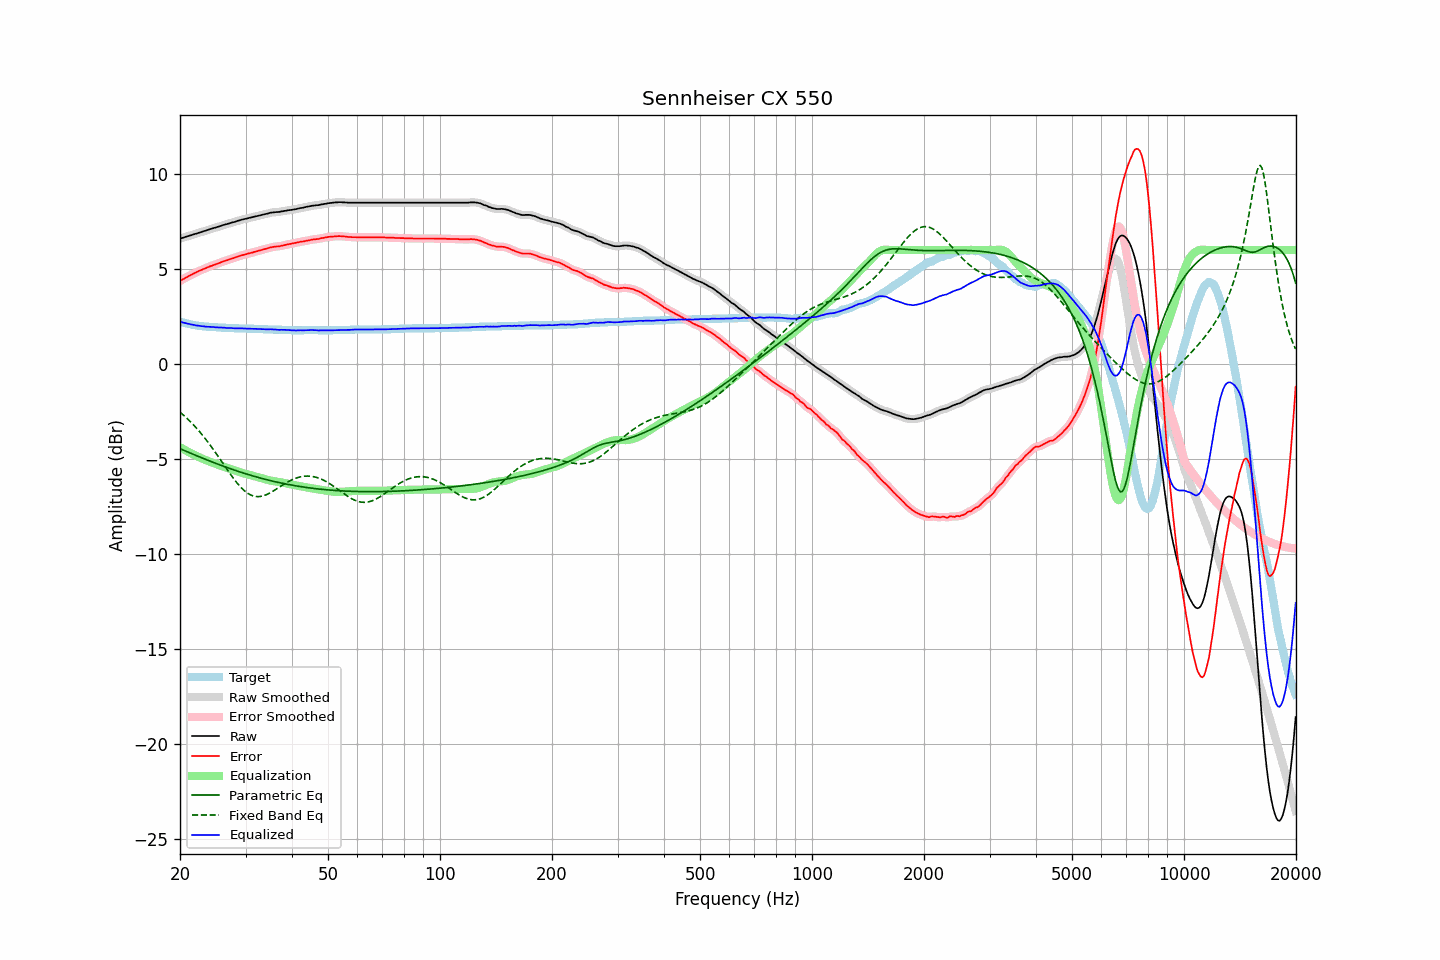 Sennheiser CX 550
Amplitude (dBr)
10
5
0
−5
−10
−15
−20
−25
Target
Raw Smoothed
Error Smoothed
Raw
Error
Equalization
Parametric Eq
Fixed Band Eq
Equalized
20 50 100 200 500 1000 2000 5000 10000 20000
Frequency (Hz)